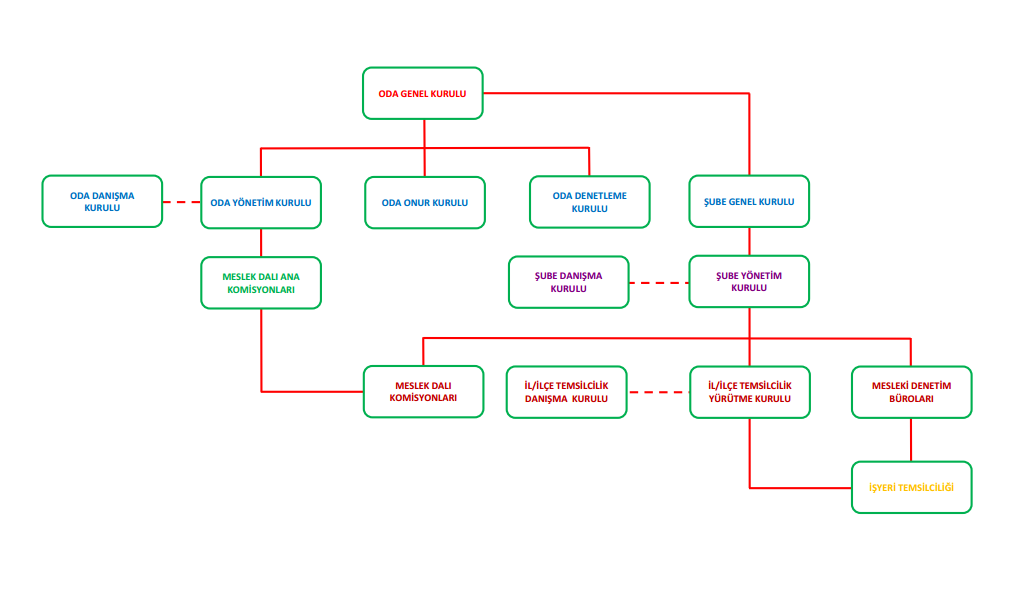 ODA GENEL KURULU
ODA DANIŞMA
KURULU
ODA YÖNETİM KURULU
ODA ONUR KURULU
ODA DENETLEME
KURULU
ŞUBE GENEL KURULU
MESLEK DALI ANA
KOMİSYONLARI
ŞUBE DANIŞMA
KURULU
ŞUBE YÖNETİM
KURULU
MESLEK DALI
KOMİSYONLARI
İL/İLÇE TEMSİLCİLİK
DANIŞMA KURULU
İL/İLÇE TEMSİLCİLİK
YÜRÜTME KURULU
MESLEKİ DENETİM
BÜROLARI
İŞYERİ TEMSİLCİLİĞİ